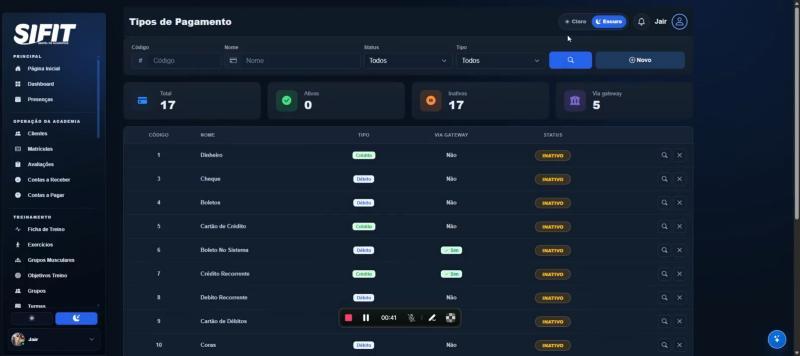 SIFIT
PRINCIPAL
Página Inicial
Dashboard
Presenças
OPERAÇÃO DA ACADEMIA
Clientes
Matrículas
Avaliações
Contas a Receber
Contas a Pagar
TREINAMENTO
Ficha de Treino
Exercícios
Grupos Musculares
Objetivos Treino
Grupos
Turmas
Jair
Tipos de Pagamento
Claro Escuro Jair
Código Nome Status Tipo
# Código Nome Todos Todos Novo
Total Ativos Inativos Via gateway
17 0 17 5
CÓDIGO NOME TIPO VIA GATEWAY STATUS
1 Dinheiro Crédito Não INATIVO
3 Cheque Débito Não INATIVO
4 Boletos Débito Não INATIVO
5 Cartão de Crédito Crédito Não INATIVO
6 Boleto No Sistema Débito Sim INATIVO
7 Crédito Recorrente Crédito Sim INATIVO
8 Debito Recorrente Débito Não INATIVO
9 Cartão de Débitos INATIVO
10 Débito Não INATIVO
00:41